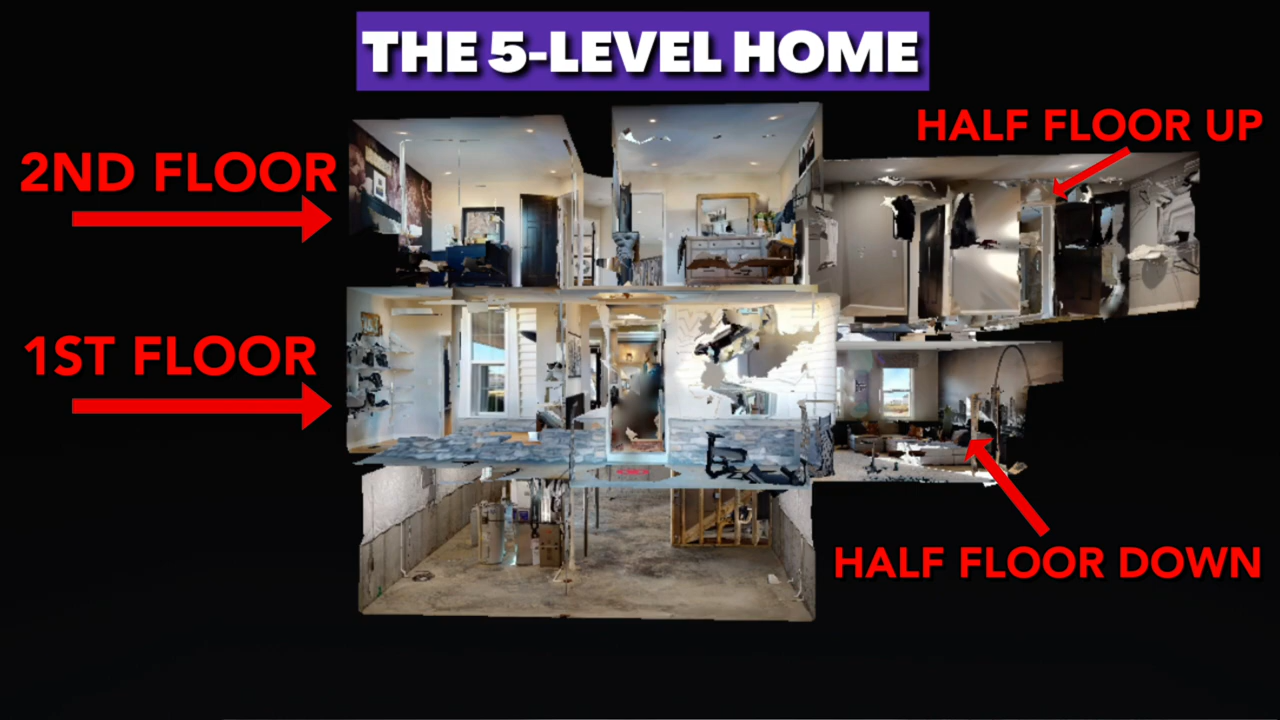 THE 5-LEVEL HOME
HALF FLOOR UP
2ND FLOOR
1ST FLOOR
HALF FLOOR DOWN